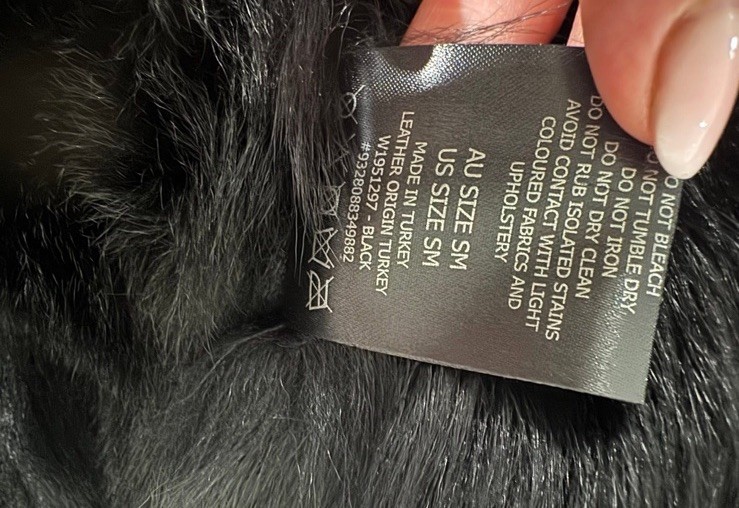 DO NOT BLEACH
DO NOT TUMBLE DRY,
DO NOT IRON
DO NOT DRY CLEAN
DO NOT RUB ISOLATED STAINS
AVOID CONTACT WITH LIGHT
COLOURED FABRICS AND
UPHOLSTERY
AU SIZE SM
US SIZE SM
MADE IN TURKEY
LEATHER ORIGIN TURKEY
W1951297 - BLACK
#9328088349882